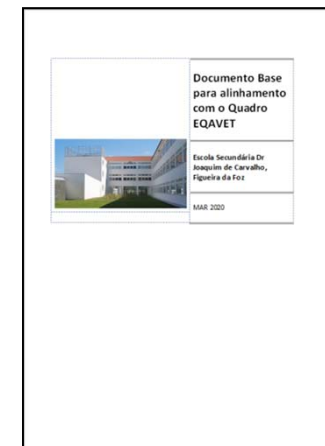 Documento Base
para alinhamento
com o Quadro
EQAVET
Escola Secundária Dr
Joaquim de Carvalho,
Figueira da Foz
MAR 2020